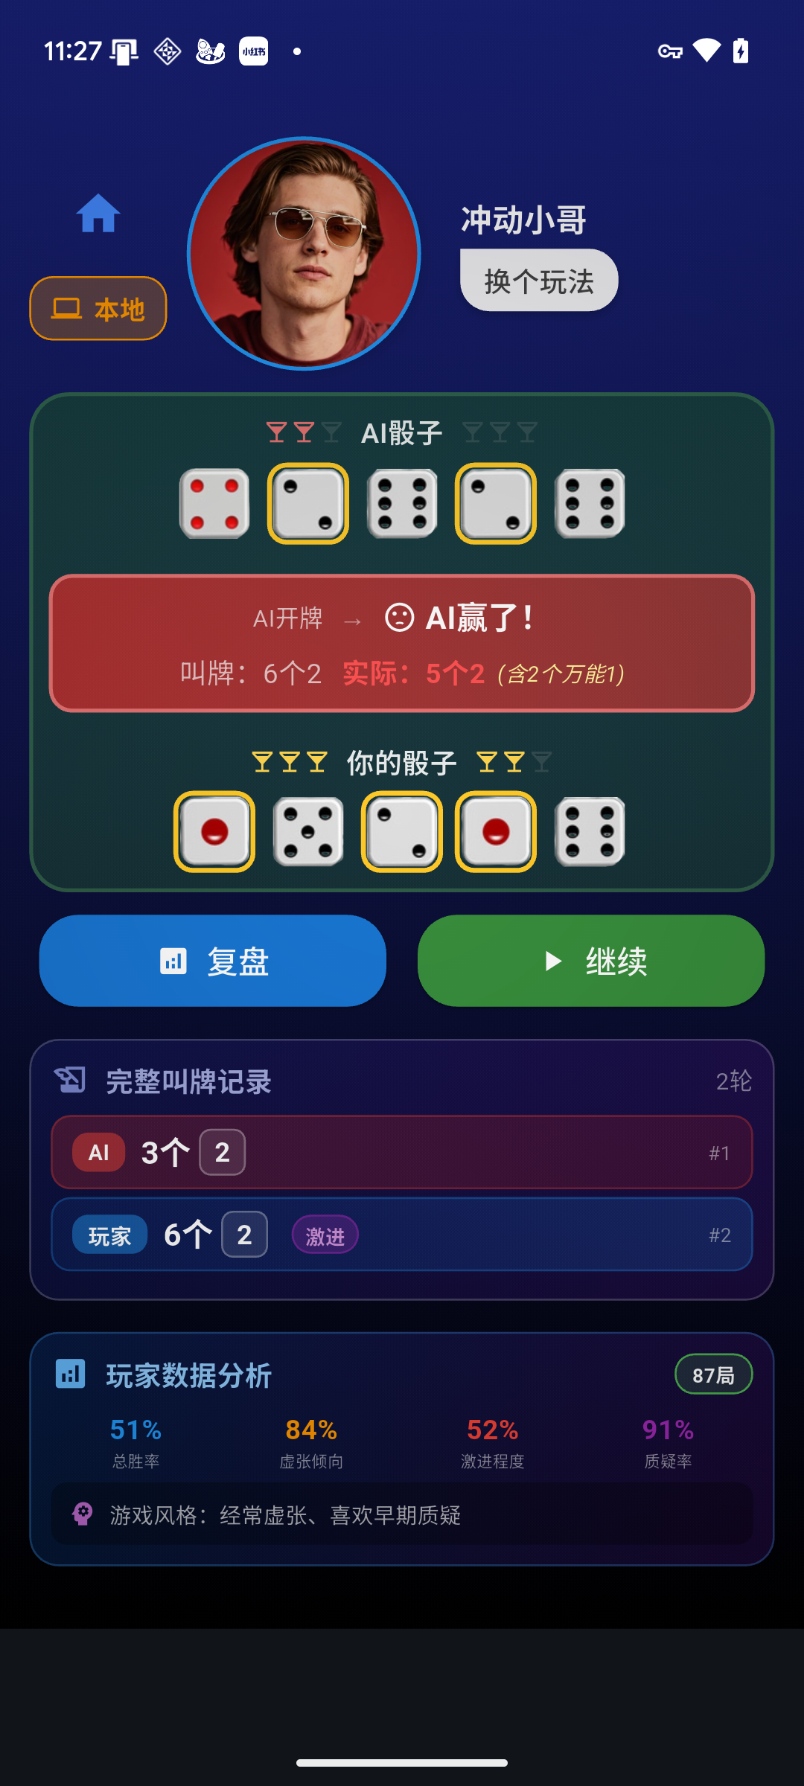 11:27
小红书
冲动小哥
换个玩法
本地
AI骰子
AI开牌 → AI赢了！
叫牌：6个2 实际：5个2 (含2个万能1)
你的骰子
复盘
继续
完整叫牌记录 2轮
AI 3个 2 #1
玩家 6个 2 激进 #2
玩家数据分析 87局
51% 84% 52% 91%
总胜率 虚张倾向 激进程度 质疑率
游戏风格：经常虚张、喜欢早期质疑